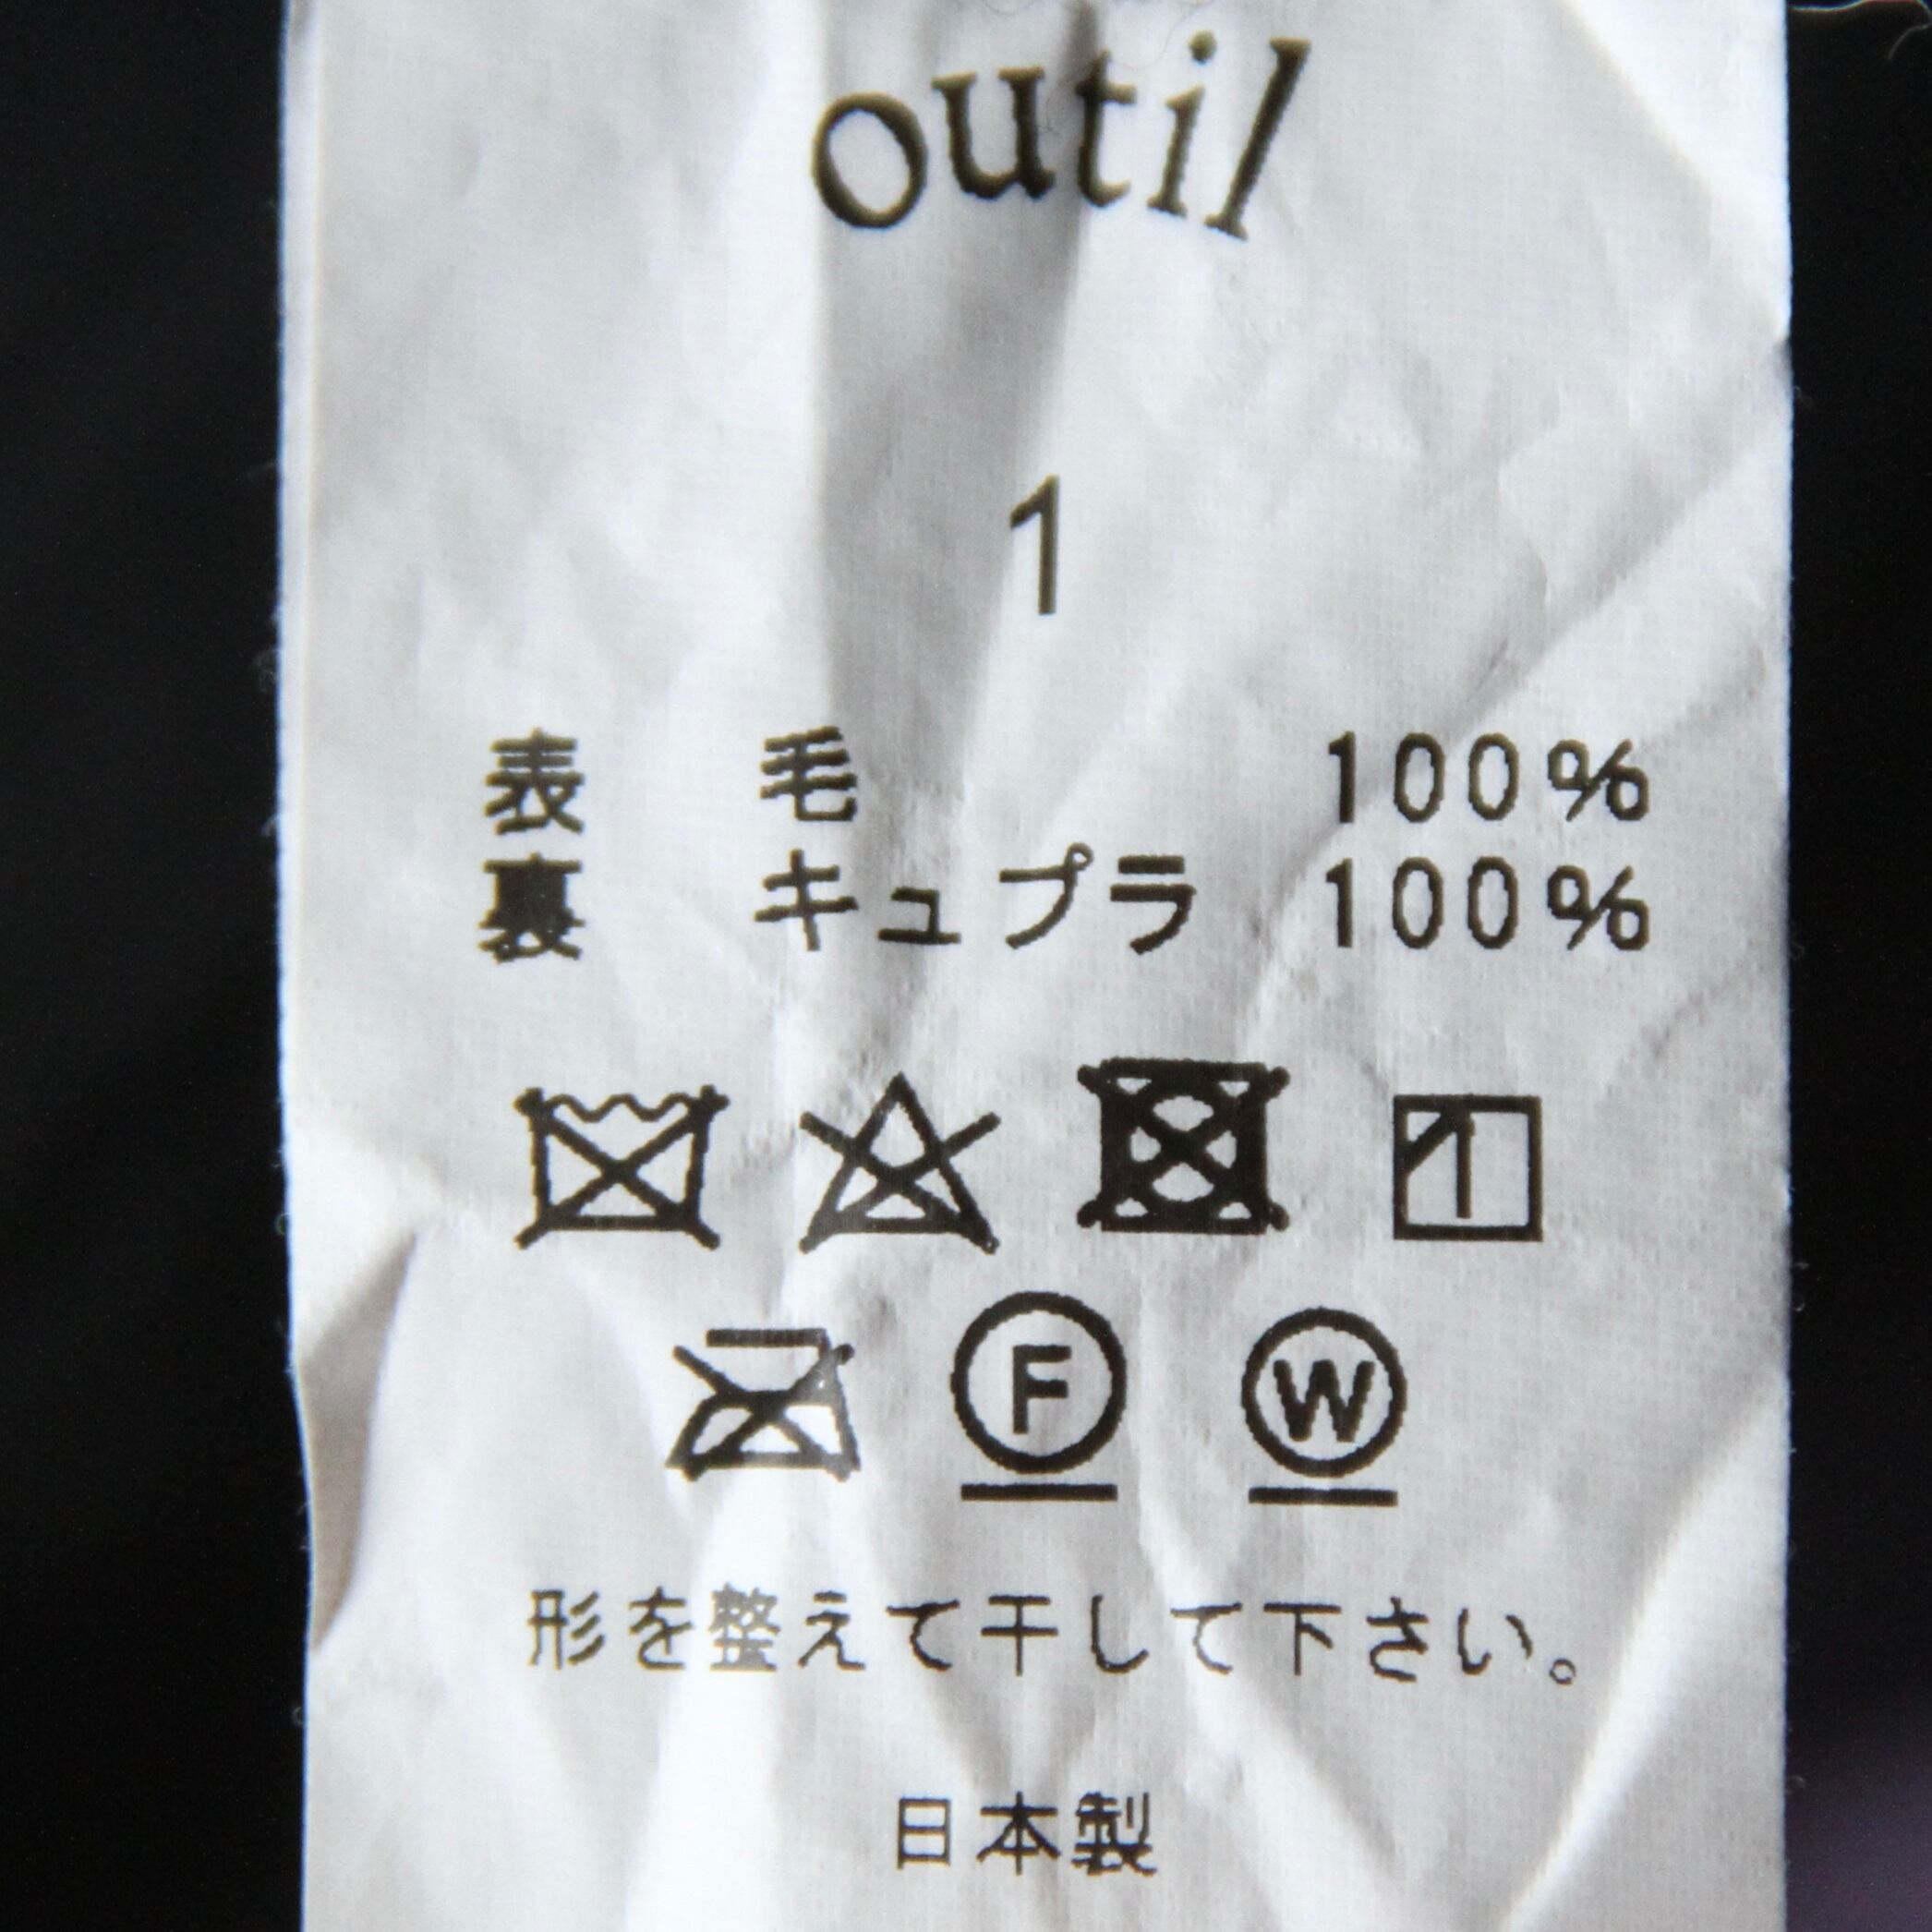 outil
1
表 毛 100%
裏 キュプラ 100%
F W
形を整えて干して下さい。
日本製